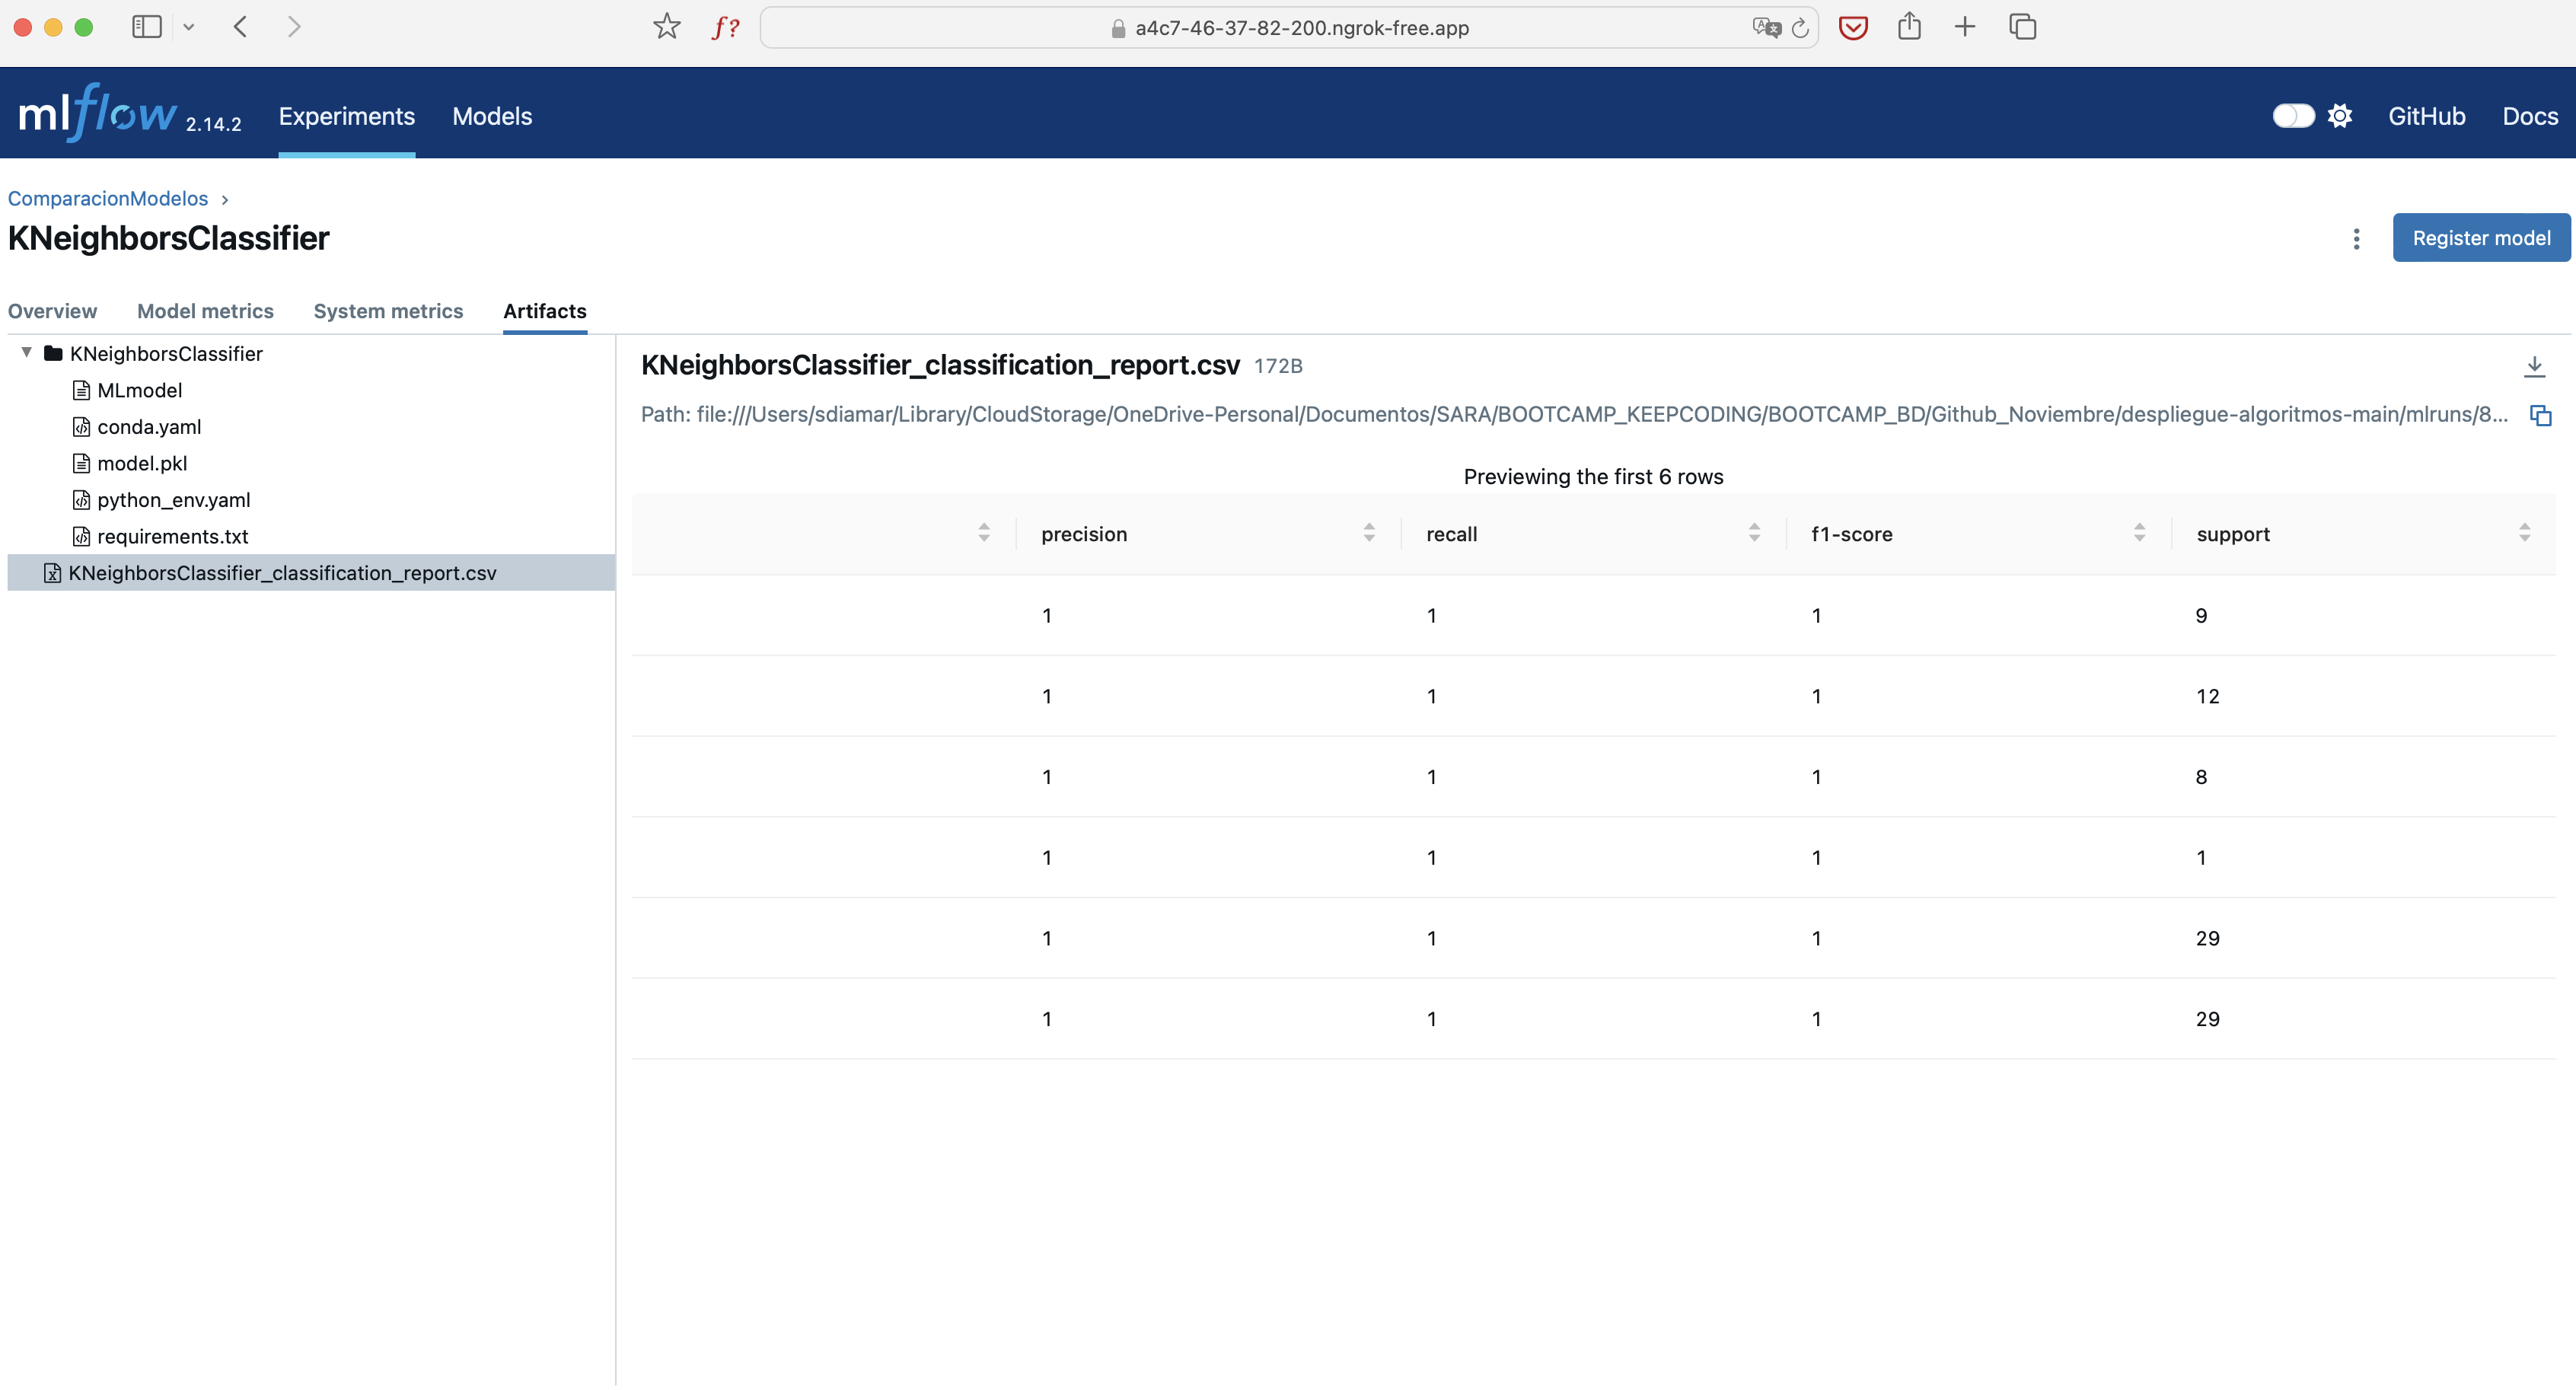 a4c7-46-37-82-200.ngrok-free.app
mlflow 2.14.2 Experiments Models GitHub Docs
ComparacionModelos ›
KNeighborsClassifier
Register model
Overview Model metrics System metrics Artifacts
KNeighborsClassifier
MLmodel
conda.yaml
model.pkl
python_env.yaml
requirements.txt
KNeighborsClassifier_classification_report.csv
KNeighborsClassifier_classification_report.csv 172B
Path: file:///Users/sdiamar/Library/CloudStorage/OneDrive-Personal/Documentos/SARA/BOOTCAMP_KEEPCODING/BOOTCAMP_BD/Github_Noviembre/despliegue-algoritmos-main/mlruns/8...
Previewing the first 6 rows
precision recall f1-score support
1 1 1 9
1 1 1 12
1 1 1 8
1 1 1 1
1 1 1 29
1 1 1 29